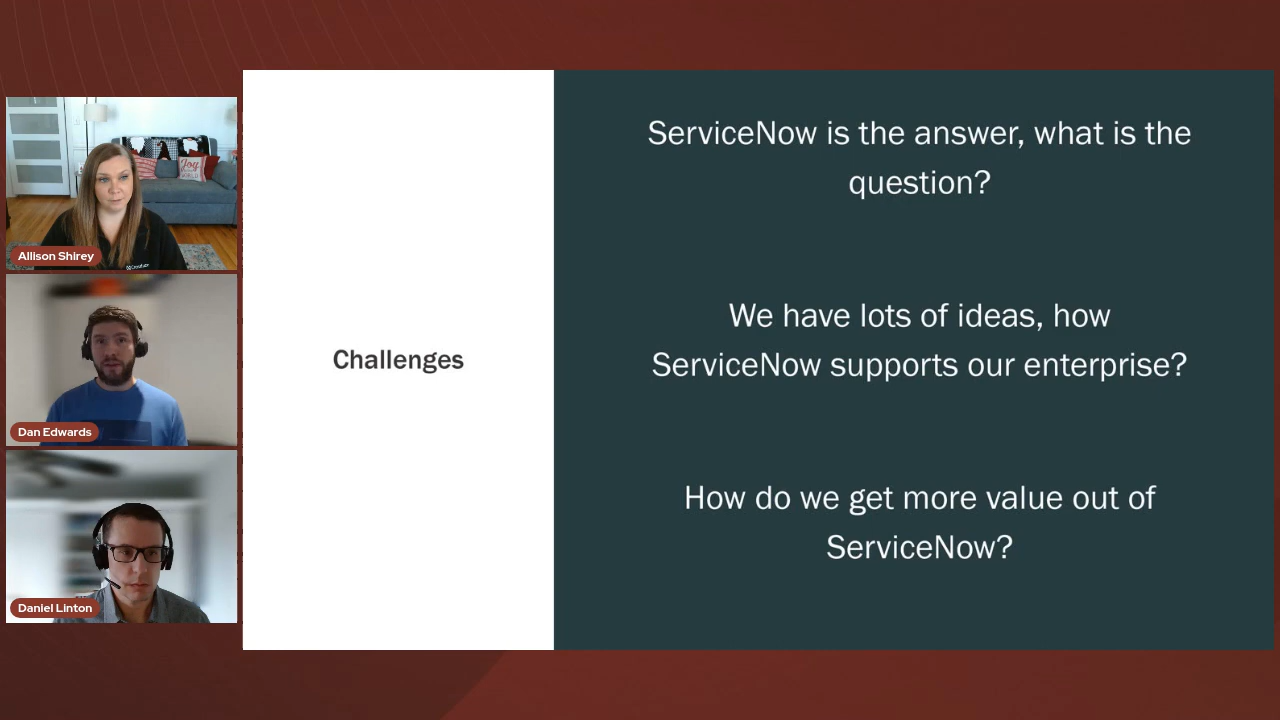 Allison Shirey
Dan Edwards
Daniel Linton
Challenges
ServiceNow is the answer, what is the
question?
We have lots of ideas, how
ServiceNow supports our enterprise?
How do we get more value out of
ServiceNow?